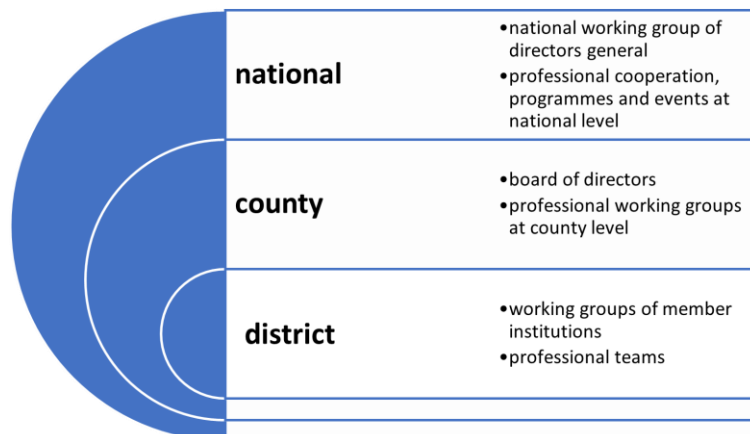 national
•national working group of
directors general
•professional cooperation,
programmes and events at
national level
county
•board of directors
•professional working groups
at county level
district
•working groups of member
institutions
•professional teams